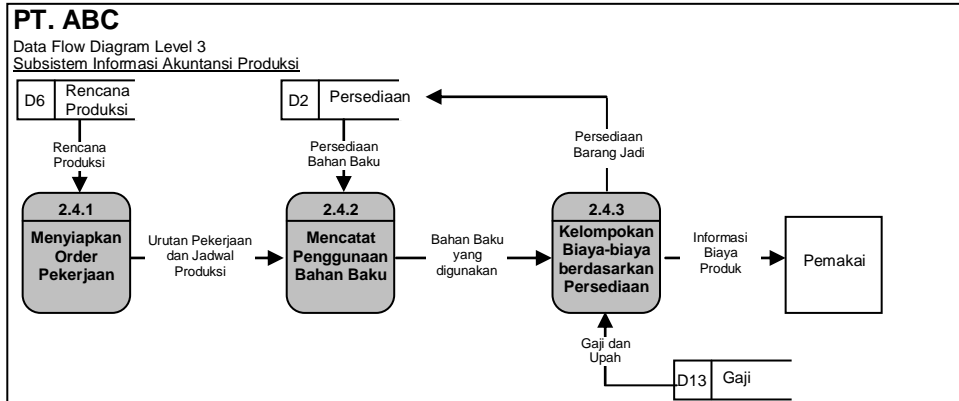 PT. ABC
Data Flow Diagram Level 3
Subsistem Informasi Akuntansi Produksi
D6
Rencana
Produksi
D2
Persediaan
Rencana
Produksi
Persediaan
Bahan Baku
Persediaan
Barang Jadi
2.4.1
Menyiapkan
Order
Pekerjaan
Urutan Pekerjaan
dan Jadwal
Produksi
2.4.2
Mencatat
Penggunaan
Bahan Baku
Bahan Baku
yang
digunakan
2.4.3
Kelompokan
Biaya-biaya
berdasarkan
Persediaan
Informasi
Biaya
Produk
Pemakai
Gaji dan
Upah
D13
Gaji